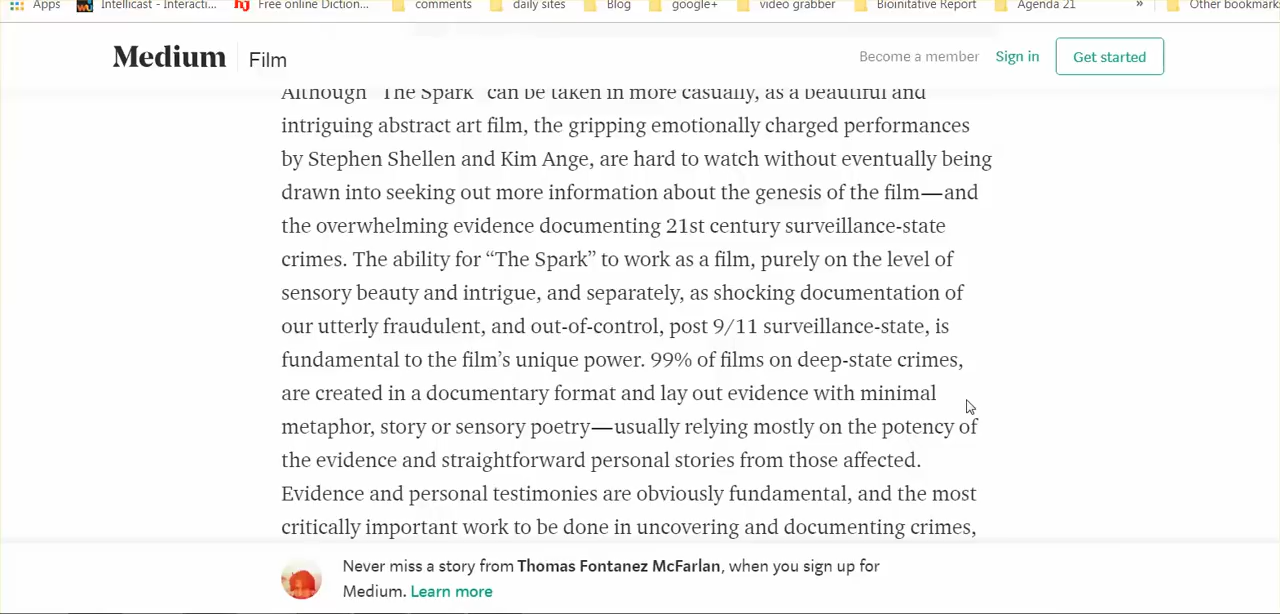 Apps Intellicast - Interacti... Free online Diction... comments daily sites Blog google+ video grabber Bioinitative Report Agenda 21 » Other bookmark
Medium Film Become a member Sign in Get started
Although "The Spark" can be taken in more casually, as a beautiful and
intriguing abstract art film, the gripping emotionally charged performances
by Stephen Shellen and Kim Ange, are hard to watch without eventually being
drawn into seeking out more information about the genesis of the film—and
the overwhelming evidence documenting 21st century surveillance-state
crimes. The ability for “The Spark” to work as a film, purely on the level of
sensory beauty and intrigue, and separately, as shocking documentation of
our utterly fraudulent, and out-of-control, post 9/11 surveillance-state, is
fundamental to the film’s unique power. 99% of films on deep-state crimes,
are created in a documentary format and lay out evidence with minimal
metaphor, story or sensory poetry—usually relying mostly on the potency of
the evidence and straightforward personal stories from those affected.
Evidence and personal testimonies are obviously fundamental, and the most
critically important work to be done in uncovering and documenting crimes,
Never miss a story from Thomas Fontanez McFarlan, when you sign up for
Medium. Learn more